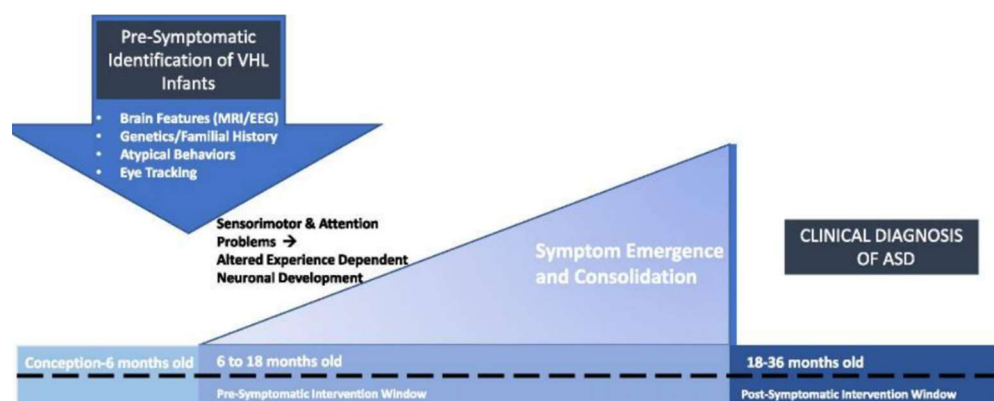 Pre-Symptomatic
Identification of VHL
Infants
• Brain Features (MRI/EEG)
• Genetics/Familial History
• Atypical Behaviors
• Eye Tracking
Sensorimotor & Attention
Problems →
Altered Experience Dependent
Neuronal Development
Symptom Emergence
and Consolidation
CLINICAL DIAGNOSIS
OF ASD
Conception-6 months old
6 to 18 months old
18-36 months old
Pre-Symptomatic Intervention Window
Post-Symptomatic Intervention Window